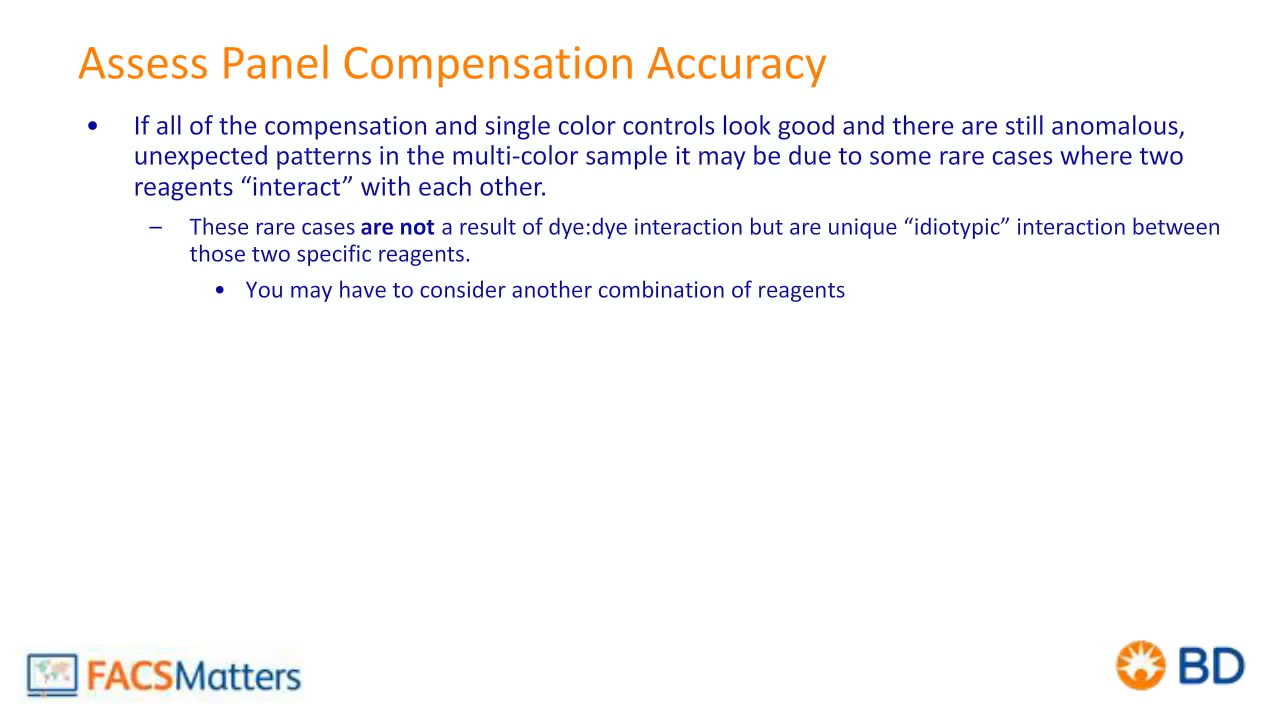 Assess Panel Compensation Accuracy
• If all of the compensation and single color controls look good and there are still anomalous,
unexpected patterns in the multi-color sample it may be due to some rare cases where two
reagents “interact” with each other.
– These rare cases are not a result of dye:dye interaction but are unique “idiotypic” interaction between
those two specific reagents.
• You may have to consider another combination of reagents
FACSMatters
BD